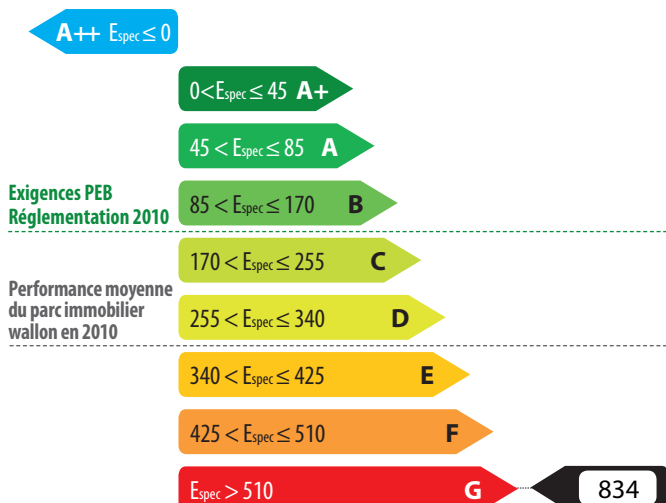 A++ Espec ≤ 0
0<Espec ≤ 45 A+
45 < Espec ≤ 85 A
Exigences PEB
Réglementation 2010
85 < Espec ≤ 170 B
170 < Espec ≤ 255 C
Performance moyenne
du parc immobilier
wallon en 2010
255 < Espec ≤ 340 D
340 < Espec ≤ 425 E
425 < Espec ≤ 510 F
Espec > 510 G 834